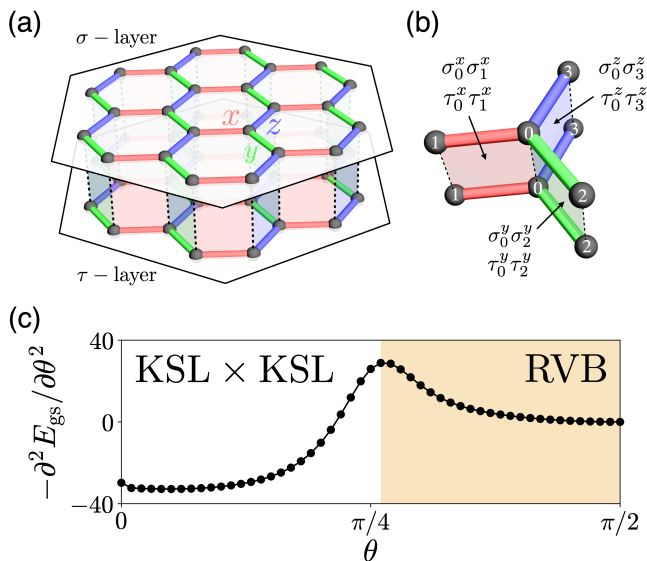 (a)
σ − layer
x
z
y
τ − layer
(b)
σ₀ˣσ₁ˣ
τ₀ˣτ₁ˣ
σ₀ᶻσ₃ᶻ
τ₀ᶻτ₃ᶻ
3
0
3
1
1
0
2
2
σ₀ʸσ₂ʸ
τ₀ʸτ₂ʸ
(c)
−∂²E_gs/∂θ²
40
0
−40
KSL × KSL
RVB
0
π/4
π/2
θ